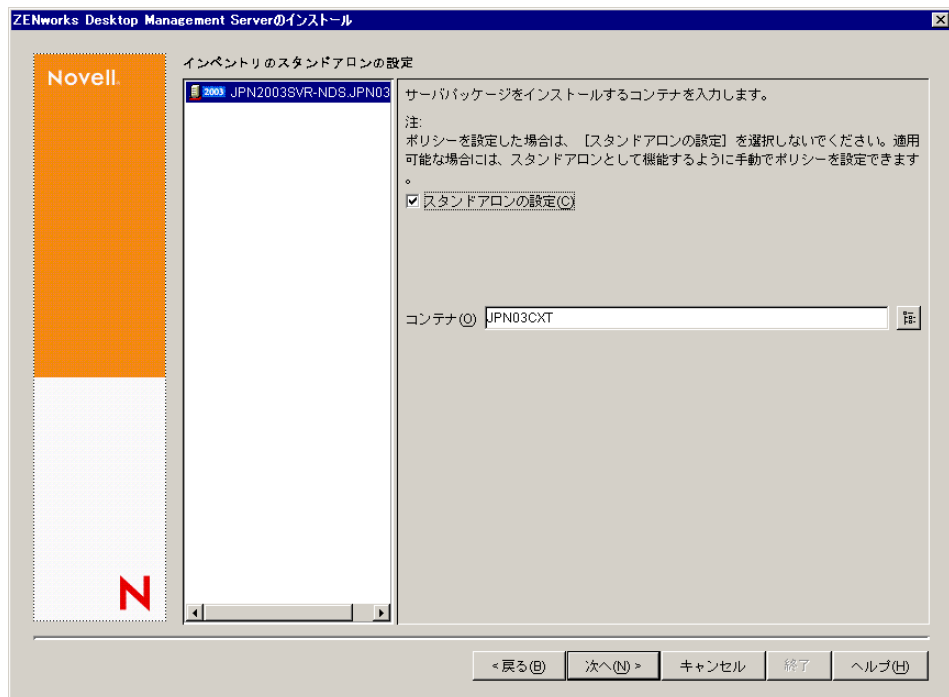 ZENworks Desktop Management Serverのインストール
Novell.
インベントリのスタンドアロンの設定
2003 JPN2003SVR-NDS.JPN03
サーバパッケージをインストールするコンテナを入力します。
注:
ポリシーを設定した場合は、［スタンドアロンの設定］を選択しないでください。適用
可能な場合には、スタンドアロンとして機能するように手動でポリシーを設定できます
。
スタンドアロンの設定(C)
コンテナ(O) JPN03CXT
N
<戻る(B) 次へ(N)> キャンセル 終了 ヘルプ(H)